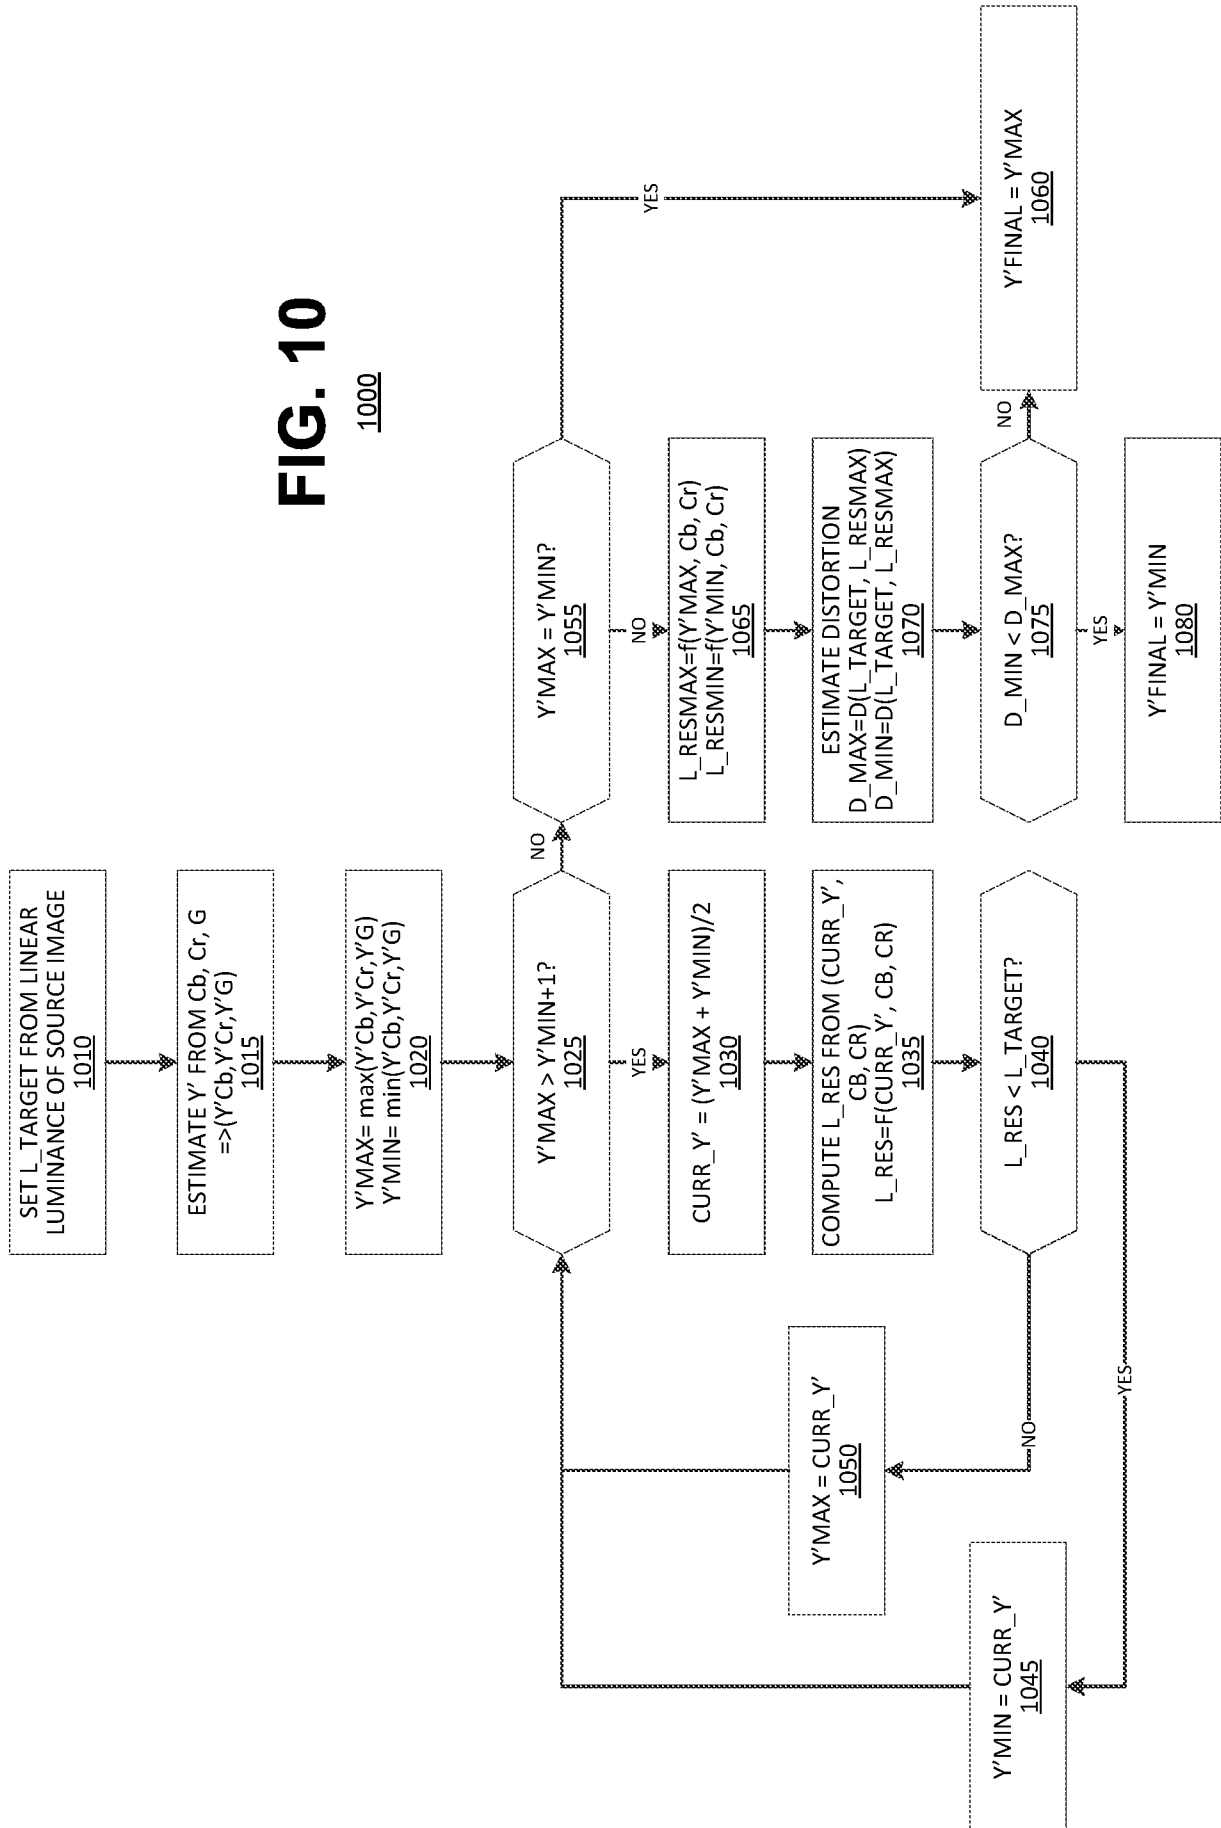 FIG. 10
1000
SET L_TARGET FROM LINEAR
LUMINANCE OF SOURCE IMAGE
1010
ESTIMATE Y' FROM Cb, Cr, G
=>(Y'Cb,Y'Cr,Y'G)
1015
Y'MAX= max(Y'Cb,Y'Cr,Y'G)
Y'MIN= min(Y'Cb,Y'Cr,Y'G)
1020
Y'MAX > Y'MIN+1?
1025
YES
NO
CURR_Y' = (Y'MAX + Y'MIN)/2
1030
COMPUTE L_RES FROM (CURR_Y',
CB, CR)
L_RES=F(CURR_Y', CB, CR)
1035
L_RES < L_TARGET?
1040
NO
YES
Y'MIN = CURR_Y'
1045
Y'MAX = CURR_Y'
1050
Y'MAX = Y'MIN?
1055
NO
YES
L_RESMAX=f(Y'MAX, Cb, Cr)
L_RESMIN=f(Y'MIN, Cb, Cr)
1065
ESTIMATE DISTORTION
D_MAX=D(L_TARGET, L_RESMAX)
D_MIN=D(L_TARGET, L_RESMAX)
1070
D_MIN < D_MAX?
1075
NO
YES
Y'FINAL = Y'MAX
1060
Y'FINAL = Y'MIN
1080